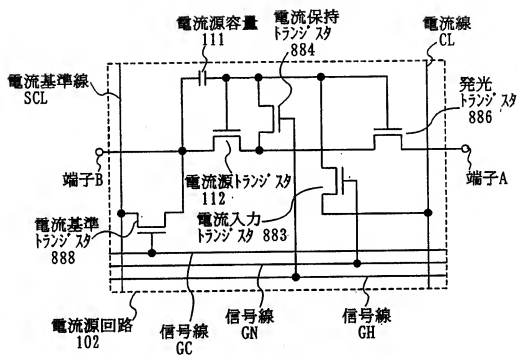 電流源容量
111
電流保持
トランジスタ
884
電流線
CL
電流基準線
SCL
発光
トランジスタ
886
端子B
端子A
電流源トランジスタ
112
電流入力
トランジスタ 883
電流基準
トランジスタ
888
電流源回路
102
信号線
GC
信号線
GN
信号線
GH